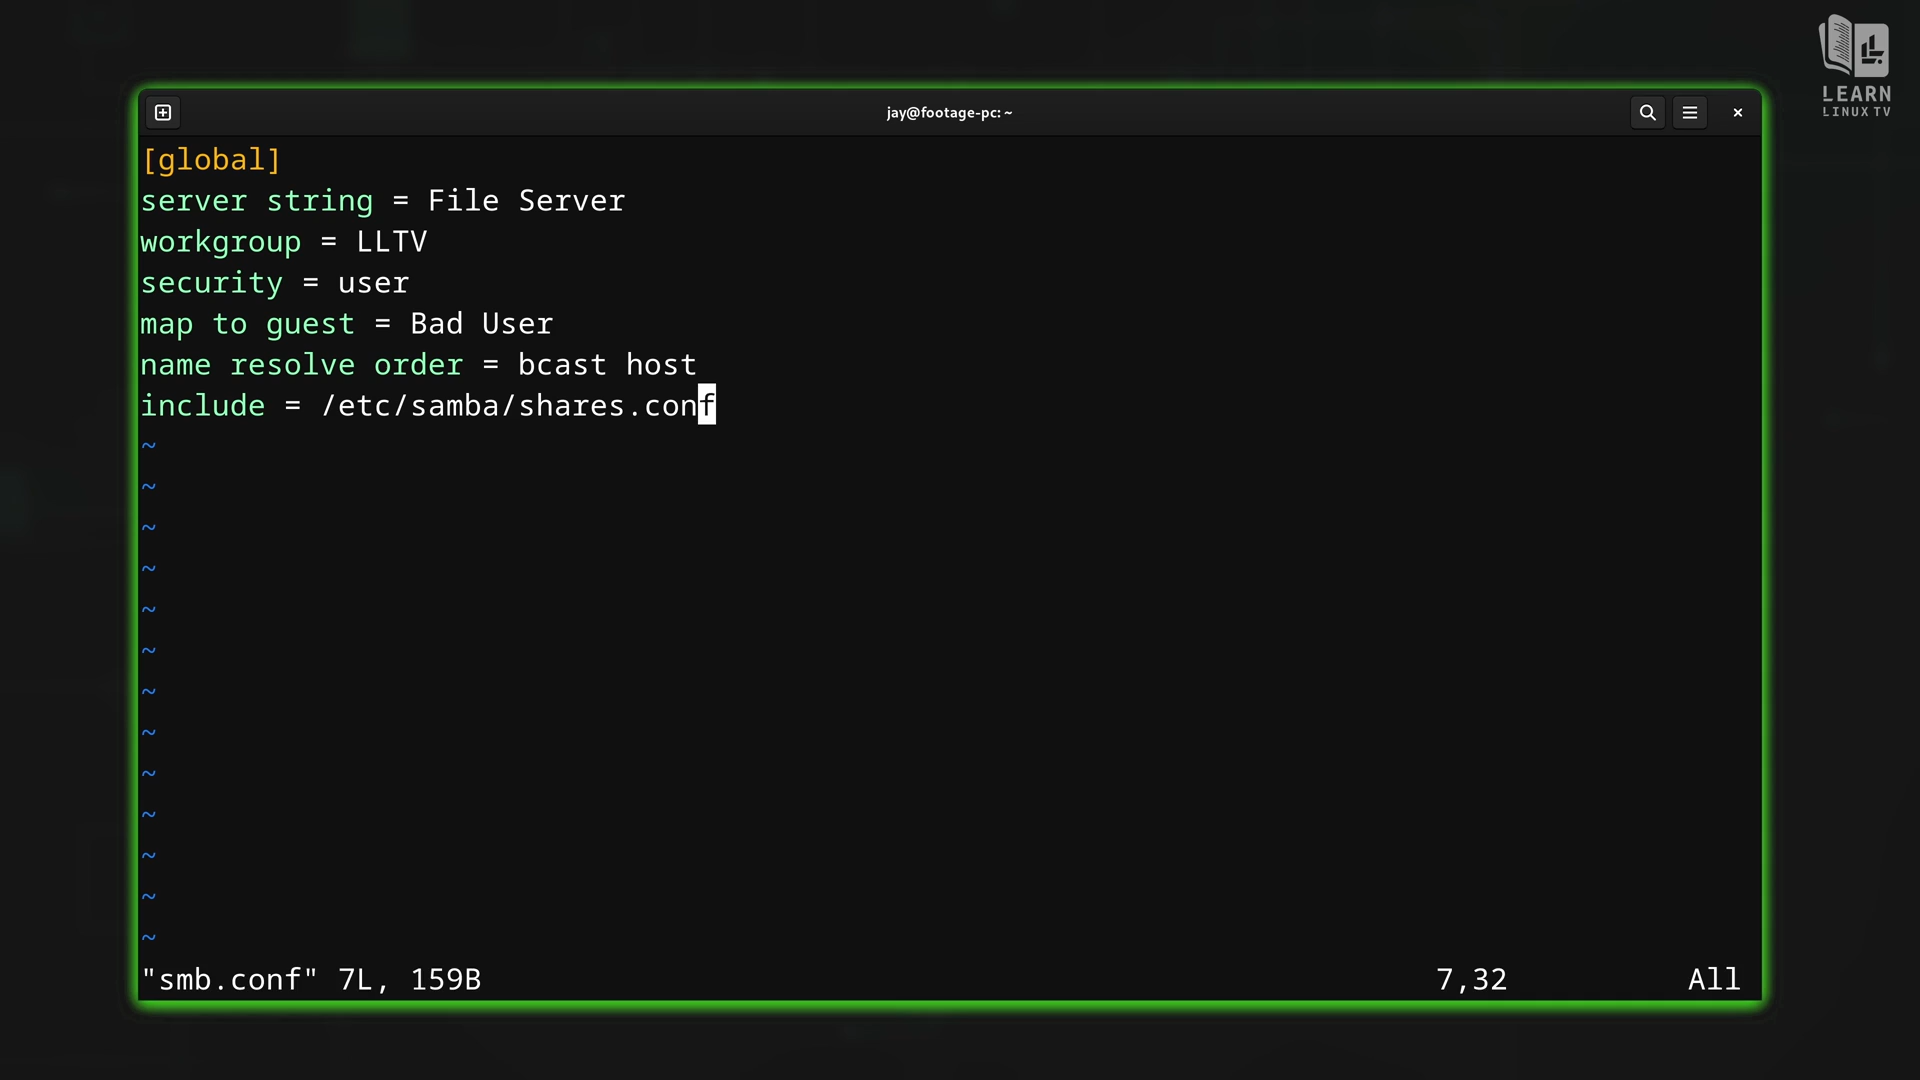 LEARN
LINUX TV
jay@footage-pc: ~
[global]
server string = File Server
workgroup = LLTV
security = user
map to guest = Bad User
name resolve order = bcast host
include = /etc/samba/shares.conf
~
~
~
~
~
~
~
~
~
~
~
~
~
"smb.conf" 7L, 159B 7,32 All